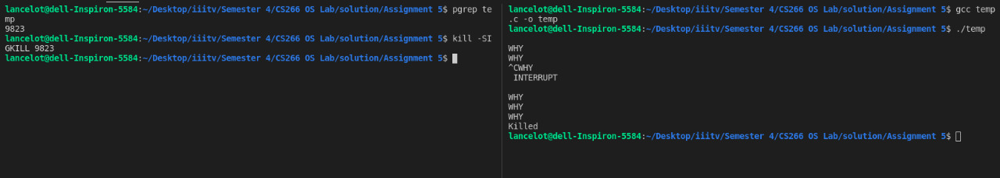 lancelot@dell-Inspiron-5584:~/Desktop/iiitv/Semester 4/CS266 OS Lab/solution/Assignment 5$ pgrep te
mp
9823
lancelot@dell-Inspiron-5584:~/Desktop/iiitv/Semester 4/CS266 OS Lab/solution/Assignment 5$ kill -SI
GKILL 9823
lancelot@dell-Inspiron-5584:~/Desktop/iiitv/Semester 4/CS266 OS Lab/solution/Assignment 5$
lancelot@dell-Inspiron-5584:~/Desktop/iiitv/Semester 4/CS266 OS Lab/solution/Assignment 5$ gcc temp
.c -o temp
lancelot@dell-Inspiron-5584:~/Desktop/iiitv/Semester 4/CS266 OS Lab/solution/Assignment 5$ ./temp
WHY
WHY
^CWHY
INTERRUPT
WHY
WHY
WHY
Killed
lancelot@dell-Inspiron-5584:~/Desktop/iiitv/Semester 4/CS266 OS Lab/solution/Assignment 5$